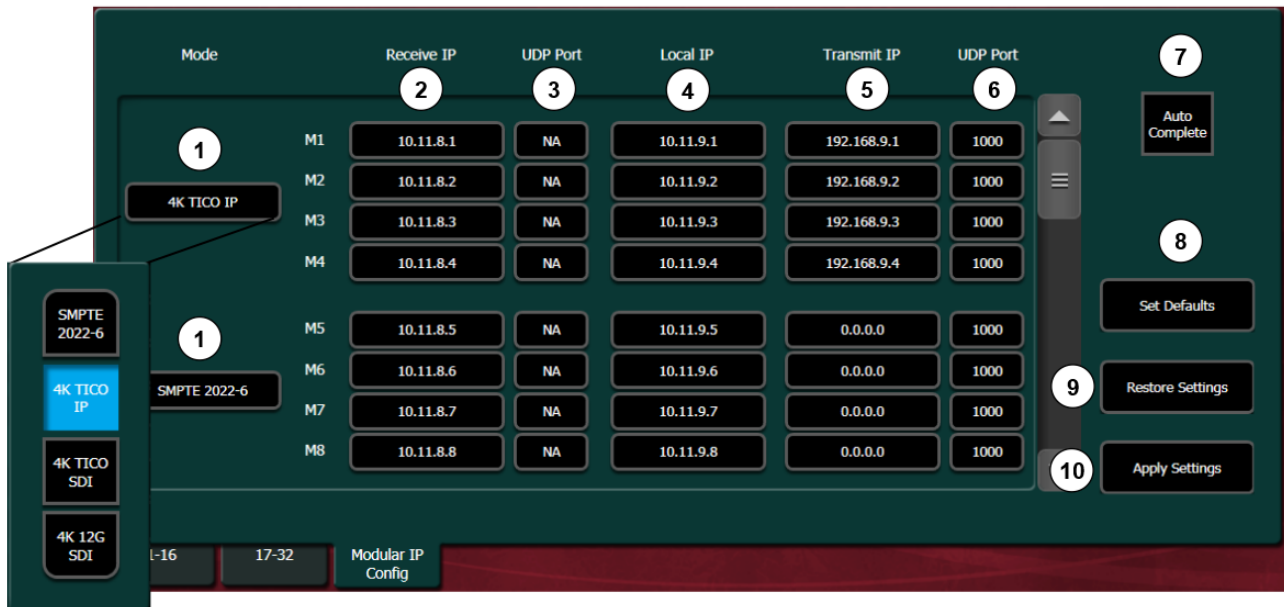 Mode Receive IP UDP Port Local IP Transmit IP UDP Port 7
2 3 4 5 6
Auto
Complete
1
M1 10.11.8.1 NA 10.11.9.1 192.168.9.1 1000
M2 10.11.8.2 NA 10.11.9.2 192.168.9.2 1000
4K TICO IP
M3 10.11.8.3 NA 10.11.9.3 192.168.9.3 1000
8
M4 10.11.8.4 NA 10.11.9.4 192.168.9.4 1000
Set Defaults
SMPTE
2022-6
1
M5 10.11.8.5 NA 10.11.9.5 0.0.0.0 1000
M6 10.11.8.6 NA 10.11.9.6 0.0.0.0 1000
4K TICO
IP
SMPTE 2022-6
9 Restore Settings
M7 10.11.8.7 NA 10.11.9.7 0.0.0.0 1000
M8 10.11.8.8 NA 10.11.9.8 0.0.0.0 1000
4K TICO
SDI
10 Apply Settings
4K 12G
SDI
-16 17-32 Modular IP
Config